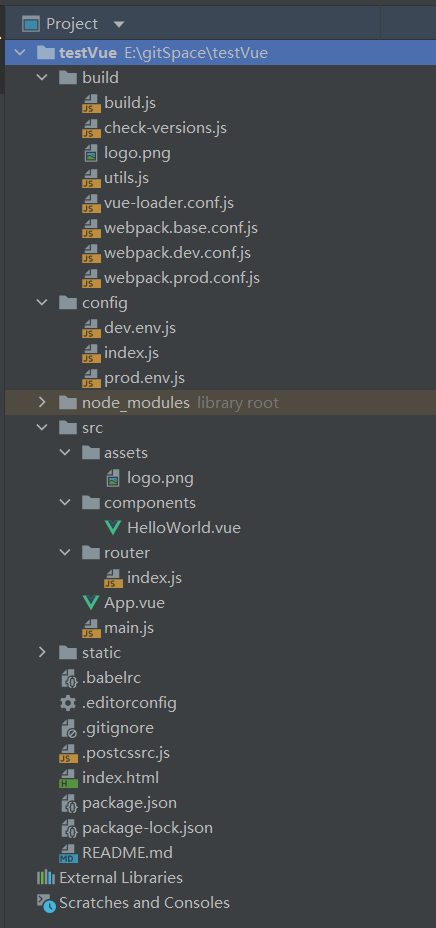 Project
testVue E:\gitSpace\testVue
build
build.js
check-versions.js
logo.png
utils.js
vue-loader.conf.js
webpack.base.conf.js
webpack.dev.conf.js
webpack.prod.conf.js
config
dev.env.js
index.js
prod.env.js
node_modules library root
src
assets
logo.png
components
HelloWorld.vue
router
index.js
App.vue
main.js
static
.babelrc
.editorconfig
.gitignore
.postcssrc.js
index.html
package.json
package-lock.json
README.md
External Libraries
Scratches and Consoles